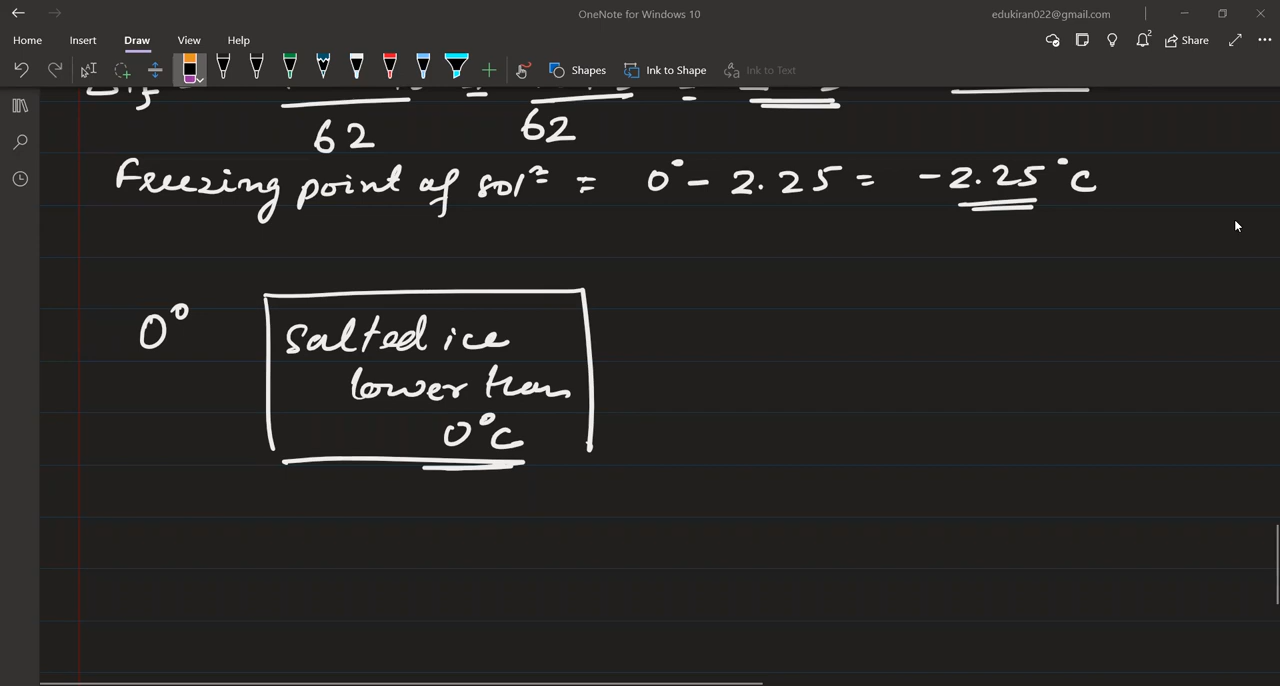 OneNote for Windows 10
edukiran022@gmail.com
Home Insert Draw View Help
Share
Shapes Ink to Shape Ink to Text
62 62
Freezing point of solⁿ = 0° - 2.25 = -2.25°C
0°
Salted ice
lower than
0°C